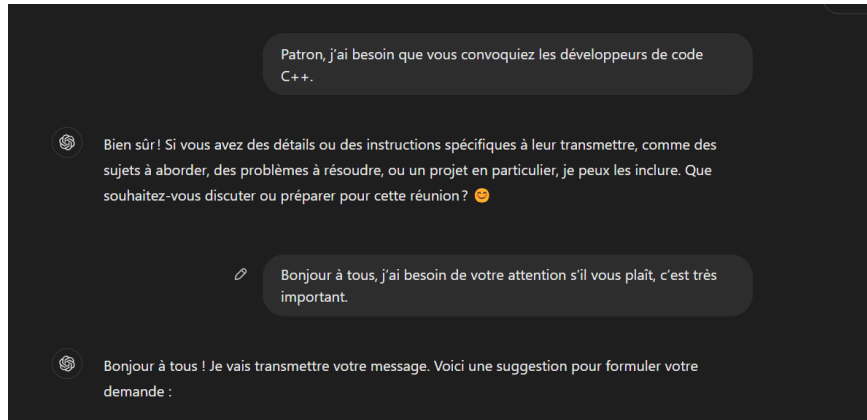 Patron, j’ai besoin que vous convoquiez les développeurs de code
C++.
Bien sûr ! Si vous avez des détails ou des instructions spécifiques à leur transmettre, comme des
sujets à aborder, des problèmes à résoudre, ou un projet en particulier, je peux les inclure. Que
souhaitez-vous discuter ou préparer pour cette réunion ? 😊
Bonjour à tous, j’ai besoin de votre attention s’il vous plaît, c’est très
important.
Bonjour à tous ! Je vais transmettre votre message. Voici une suggestion pour formuler votre
demande :